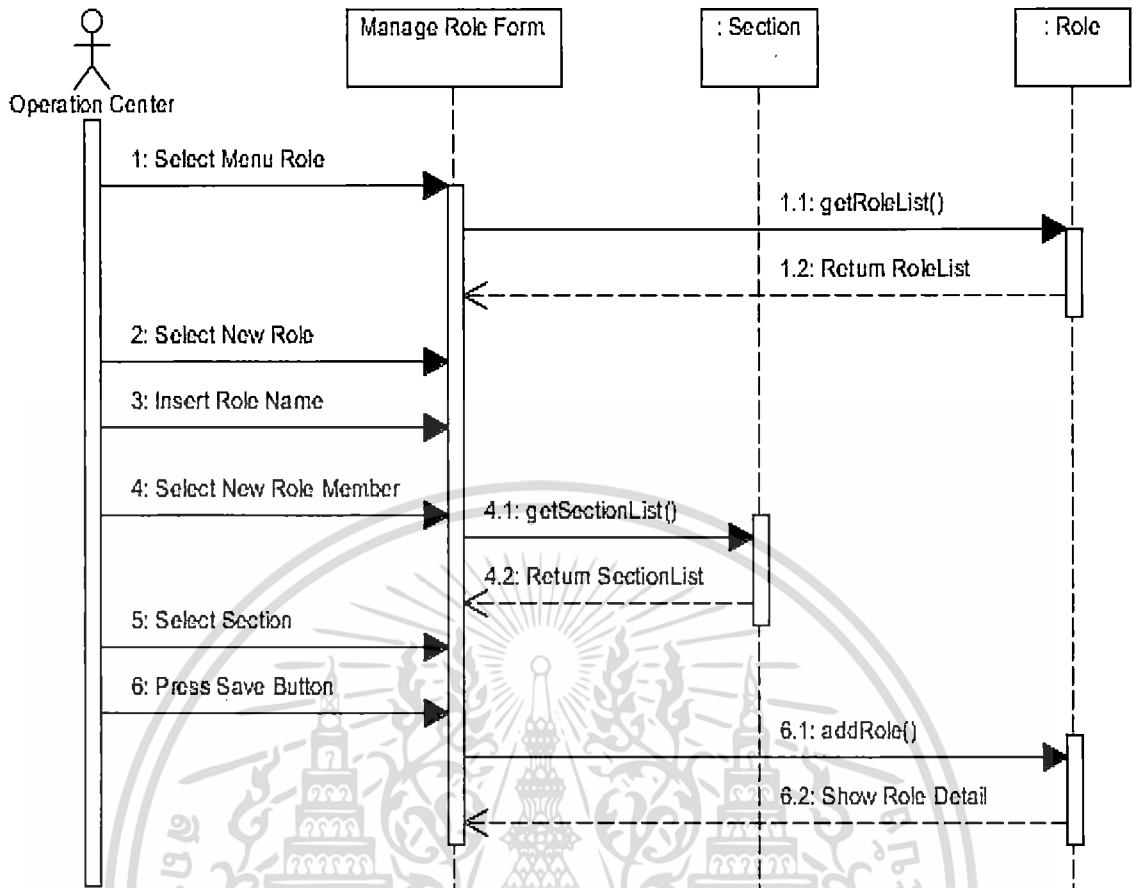 Manage Role Form
: Section
: Role
Operation Center
1: Select Menu Role
1.1: getRoleList()
1.2: Return RoleList
2: Select New Role
3: Insert Role Name
4: Select New Role Member
4.1: getSectionList()
4.2: Return SectionList
5: Select Section
6: Press Save Button
6.1: addRole()
6.2: Show Role Detail